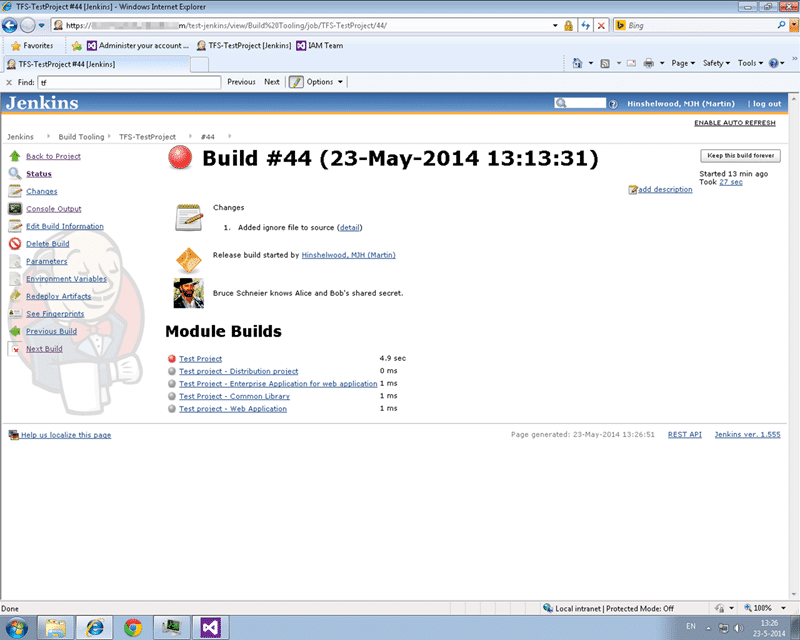 TFS-TestProject #44 [Jenkins] - Windows Internet Explorer
https://
m/test-jenkins/view/Build%20Tooling/job/TFS-TestProject/44/
Bing
Favorites
Administer your account ...
TFS-TestProject [Jenkins]
IAM Team
TFS-TestProject #44 [Jenkins]
Page
Safety
Tools
Find: tf
Previous
Next
Options
Jenkins
Hinshelwood, MJH (Martin)
| log out
ENABLE AUTO REFRESH
Jenkins
Build Tooling
TFS-TestProject
#44
Back to Project
Status
Changes
Console Output
Edit Build Information
Delete Build
Parameters
Environment Variables
Redeploy Artifacts
See Fingerprints
Previous Build
Next Build
Build #44 (23-May-2014 13:13:31)
Keep this build forever
Started 13 min ago
Took 27 sec
add description
Changes
1. Added ignore file to source (detail)
Release build started by Hinshelwood, MJH (Martin)
Bruce Schneier knows Alice and Bob's shared secret.
Module Builds
Test Project 4.9 sec
Test project - Distribution project 0 ms
Test Project - Enterprise Application for web application 1 ms
Test Project - Common Library 1 ms
Test project - Web Application 1 ms
Help us localize this page
Page generated: 23-May-2014 13:26:51
REST API
Jenkins ver. 1.555
Done
Local intranet | Protected Mode: Off
100%
EN
13:26
23-5-2014